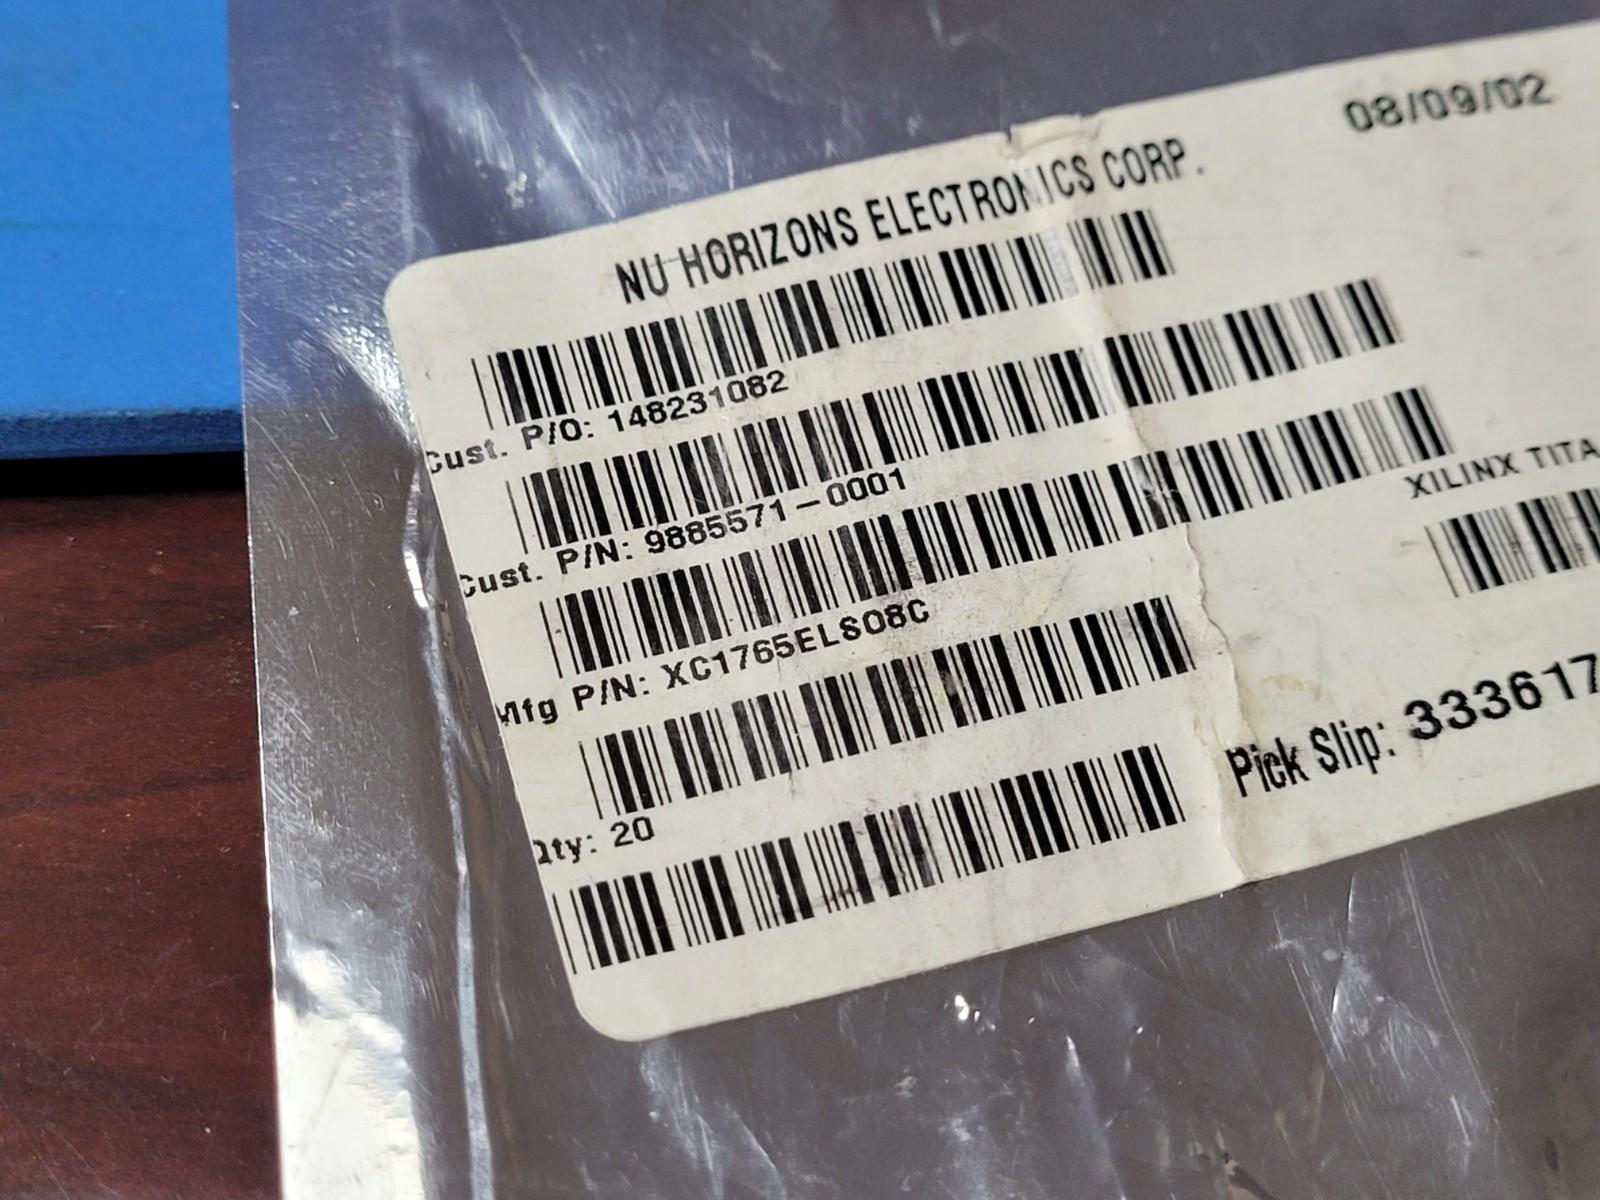 08/09/02
NU HORIZONS ELECTRONICS CORP.
Cust. P/O: 148231082
Cust. P/N: 9885571-0001
XILINX TITA
Mfg P/N: XC1765ELSO8C
Pick Slip: 333617
Qty: 20